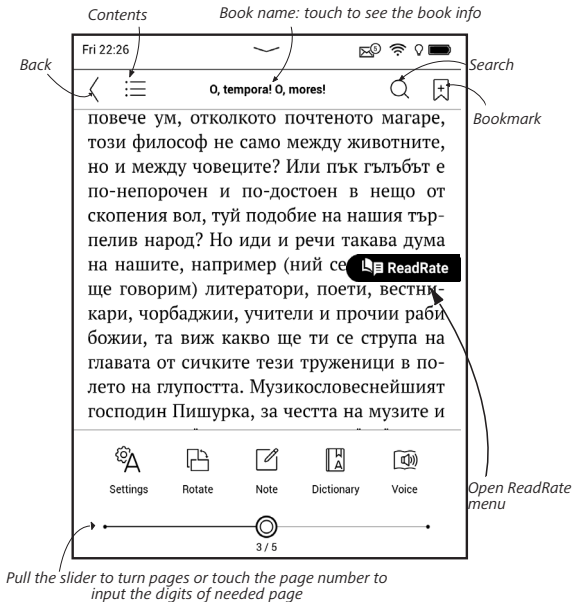 Contents
Book name: touch to see the book info
Fri 22:26
5
Back
O, tempora! O, mores!
Search
Bookmark
повече ум, отколкото почтеното магаре,
този философ не само между животните,
но и между човеците? Или пък гълъбът е
по-непорочен и по-достоен в нещо от
скопения вол, туй подобие на нашия тър-
пелив народ? Но иди и речи такава дума
на нашите, например (ний се
ReadRate
ще говорим) литератори, поети, вестни-
кари, чорбаджии, учители и прочии раби
божии, та виж какво ще ти се струпа на
главата от сичките тези труженици в по-
лето на глупостта. Музикословеснейшият
господин Пишурка, за честта на музите и
Settings
Rotate
Note
Dictionary
Voice
Open ReadRate
menu
3 / 5
Pull the slider to turn pages or touch the page number to
input the digits of needed page